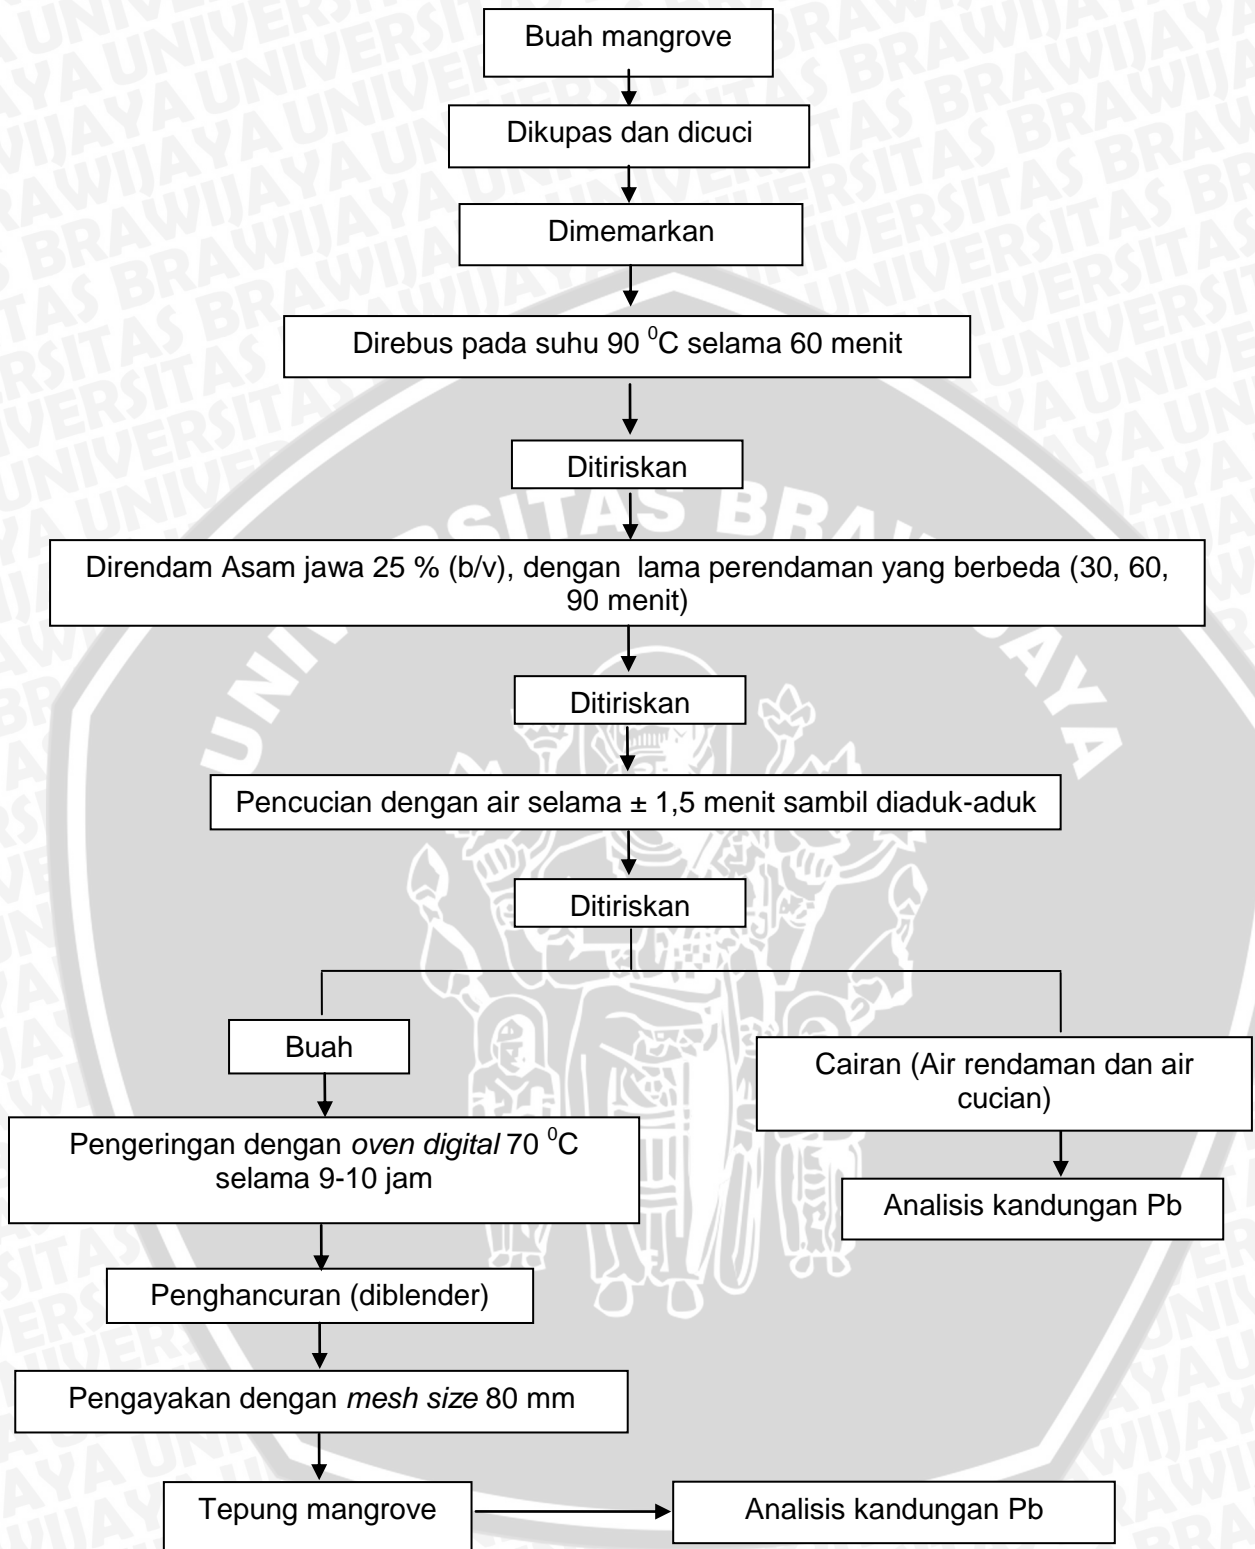 Buah mangrove
Dikupas dan dicuci
Dimemarkan
Direbus pada suhu 90 ⁰C selama 60 menit
Ditiriskan
Direndam Asam jawa 25 % (b/v), dengan lama perendaman yang berbeda (30, 60,
90 menit)
Ditiriskan
Pencucian dengan air selama ± 1,5 menit sambil diaduk-aduk
Ditiriskan
Buah
Cairan (Air rendaman dan air
cucian)
Pengeringan dengan oven digital 70 ⁰C
selama 9-10 jam
Analisis kandungan Pb
Penghancuran (diblender)
Pengayakan dengan mesh size 80 mm
Tepung mangrove
Analisis kandungan Pb
UNIVERSITAS BRAWIJAYA